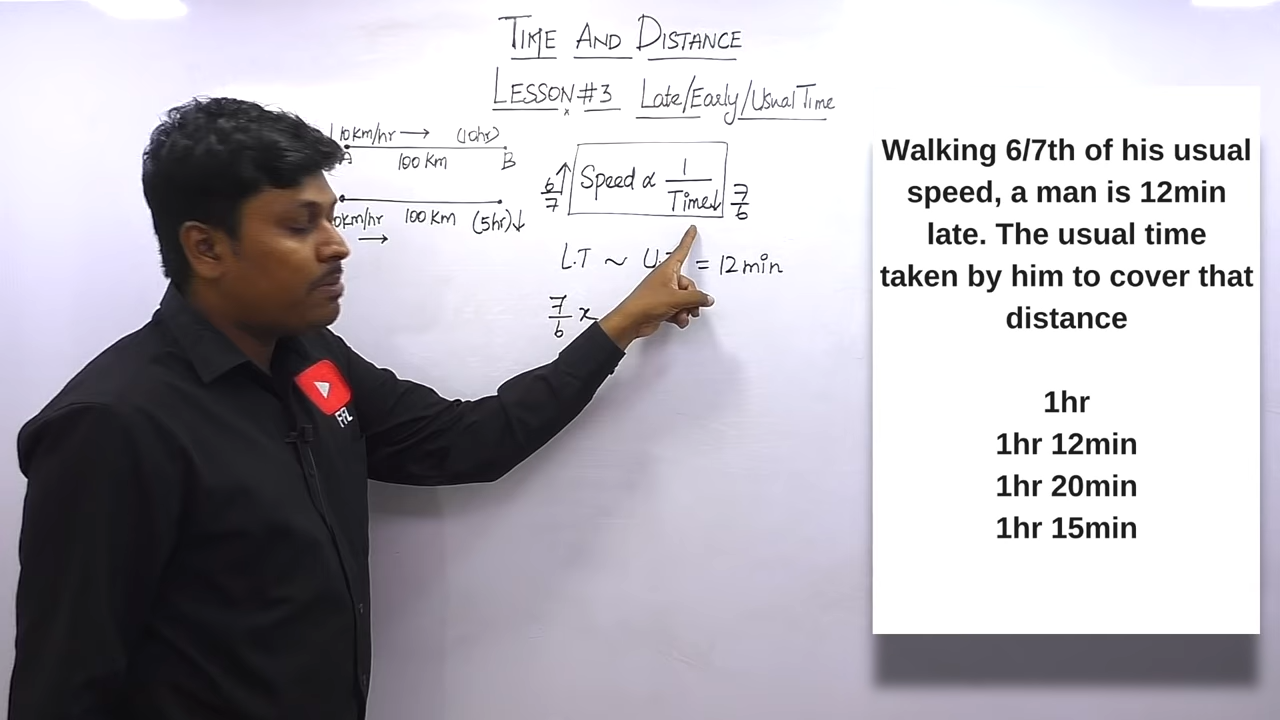 TIME AND DISTANCE
LESSON #3 Late/Early/Usual Time
10Km/hr → (10hr)
A 100 Km B
0Km/hr 100 Km (5hr)↓
→
6/7 ↑ Speed ∝ 1/Time↓ 7/6
L.T ~ U.T = 12 min
7/6 x
FFL
Walking 6/7th of his usual
speed, a man is 12min
late. The usual time
taken by him to cover that
distance
1hr
1hr 12min
1hr 20min
1hr 15min